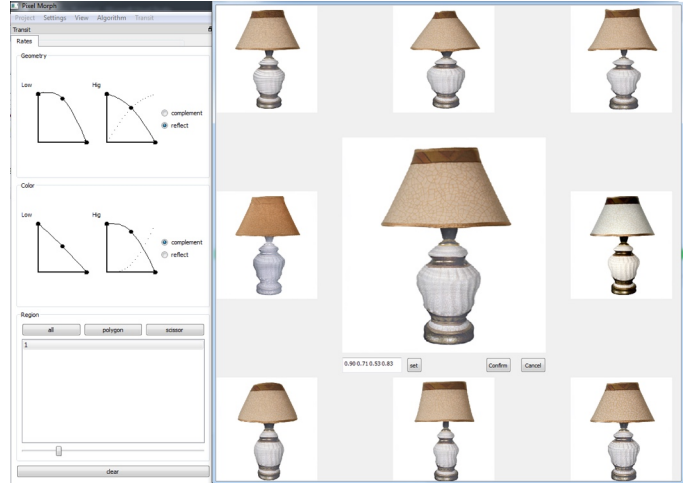 Pixel Morph
Project Settings View Algorithm Transit
Transit
Rates
Geometry
Low
Hig
complement
reflect
Color
Low
Hig
complement
reflect
Region
all polygon scissor
1
clear
0.90 0.71 0.53 0.83 set Confirm Cancel